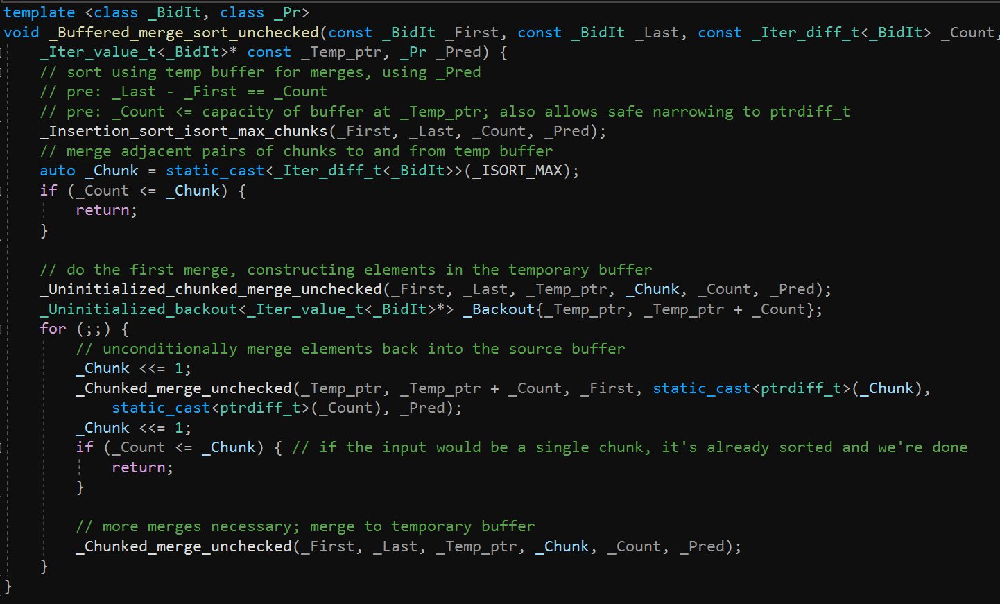 template <class _BidIt, class _Pr>
void _Buffered_merge_sort_unchecked(const _BidIt _First, const _BidIt _Last, const _Iter_diff_t<_BidIt> _Count,
    _Iter_value_t<_BidIt>* const _Temp_ptr, _Pr _Pred) {
    // sort using temp buffer for merges, using _Pred
    // pre: _Last - _First == _Count
    // pre: _Count <= capacity of buffer at _Temp_ptr; also allows safe narrowing to ptrdiff_t
    _Insertion_sort_isort_max_chunks(_First, _Last, _Count, _Pred);
    // merge adjacent pairs of chunks to and from temp buffer
    auto _Chunk = static_cast<_Iter_diff_t<_BidIt>>(_ISORT_MAX);
    if (_Count <= _Chunk) {
        return;
    }

    // do the first merge, constructing elements in the temporary buffer
    _Uninitialized_chunked_merge_unchecked(_First, _Last, _Temp_ptr, _Chunk, _Count, _Pred);
    _Uninitialized_backout<_Iter_value_t<_BidIt>*> _Backout{_Temp_ptr, _Temp_ptr + _Count};
    for (;;) {
        // unconditionally merge elements back into the source buffer
        _Chunk <<= 1;
        _Chunked_merge_unchecked(_Temp_ptr, _Temp_ptr + _Count, _First, static_cast<ptrdiff_t>(_Chunk),
            static_cast<ptrdiff_t>(_Count), _Pred);
        _Chunk <<= 1;
        if (_Count <= _Chunk) { // if the input would be a single chunk, it's already sorted and we're done
            return;
        }

        // more merges necessary; merge to temporary buffer
        _Chunked_merge_unchecked(_First, _Last, _Temp_ptr, _Chunk, _Count, _Pred);
    }
}